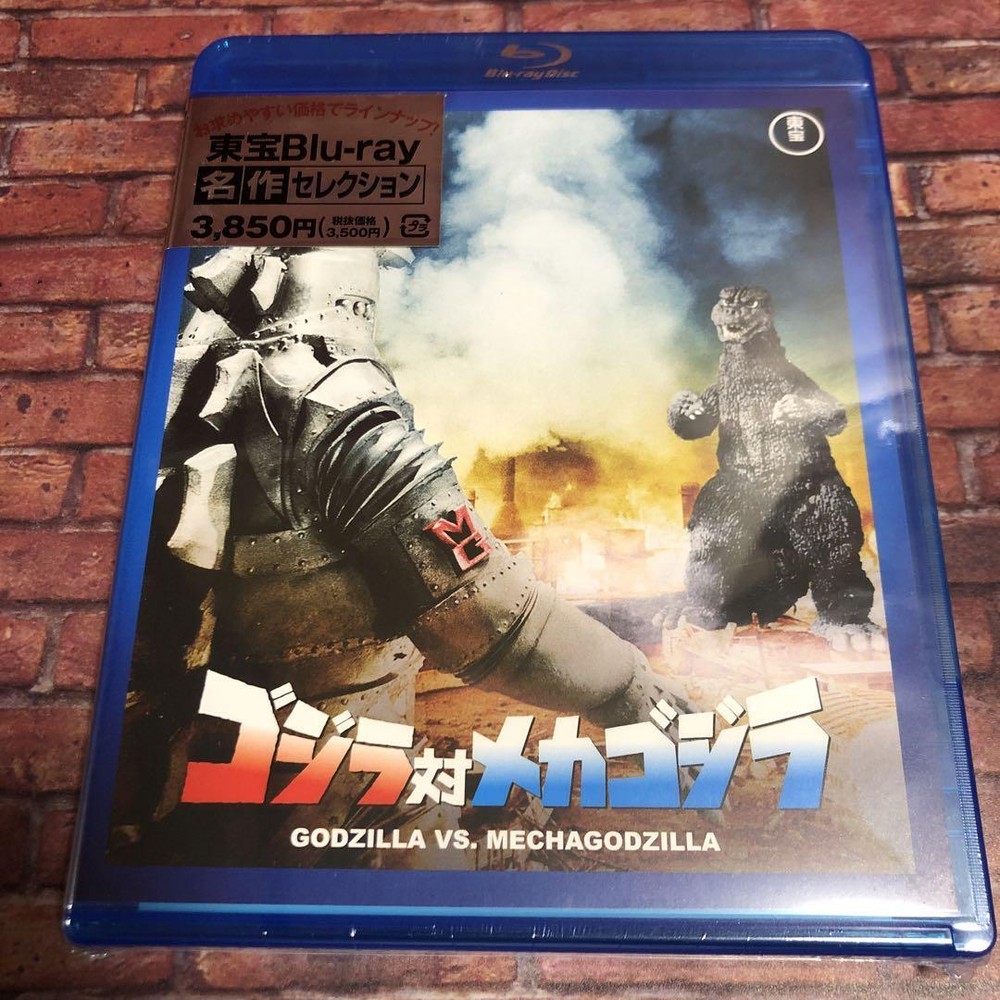 Blu-ray Disc
お求めやすい価格でラインナップ!
東宝Blu-ray
名作セレクション
3,850円(税抜価格3,500円)
東宝
MG
ゴジラ対メカゴジラ
GODZILLA VS. MECHAGODZILLA